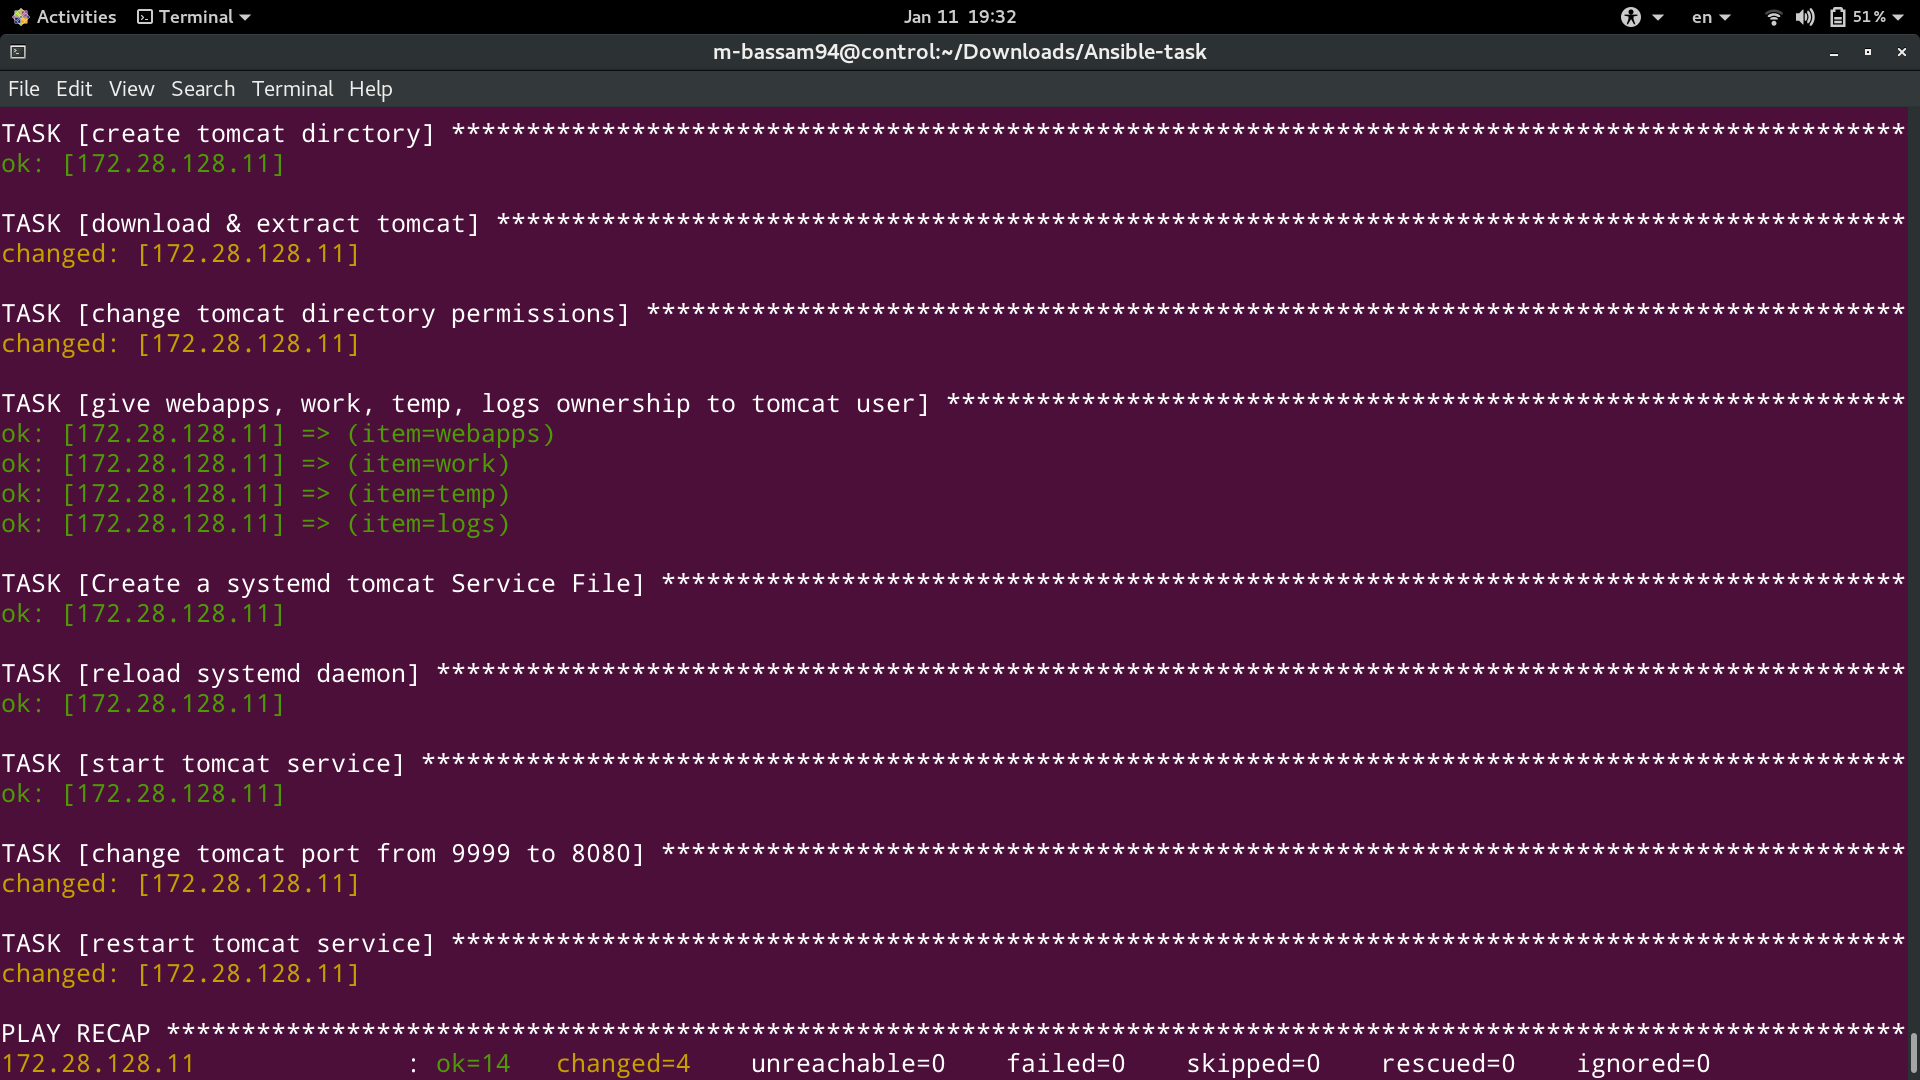 Activities Terminal Jan 11 19:32 en 51%
m-bassam94@control:~/Downloads/Ansible-task
File Edit View Search Terminal Help
TASK [create tomcat dirctory] *************************************************************************************************
ok: [172.28.128.11]
TASK [download & extract tomcat] **********************************************************************************************
changed: [172.28.128.11]
TASK [change tomcat directory permissions] ************************************************************************************
changed: [172.28.128.11]
TASK [give webapps, work, temp, logs ownership to tomcat user] ****************************************************************
ok: [172.28.128.11] => (item=webapps)
ok: [172.28.128.11] => (item=work)
ok: [172.28.128.11] => (item=temp)
ok: [172.28.128.11] => (item=logs)
TASK [Create a systemd tomcat Service File] ***********************************************************************************
ok: [172.28.128.11]
TASK [reload systemd daemon] **************************************************************************************************
ok: [172.28.128.11]
TASK [start tomcat service] ***************************************************************************************************
ok: [172.28.128.11]
TASK [change tomcat port from 9999 to 8080] ***********************************************************************************
changed: [172.28.128.11]
TASK [restart tomcat service] *************************************************************************************************
changed: [172.28.128.11]
PLAY RECAP ********************************************************************************************************************
172.28.128.11 : ok=14 changed=4 unreachable=0 failed=0 skipped=0 rescued=0 ignored=0